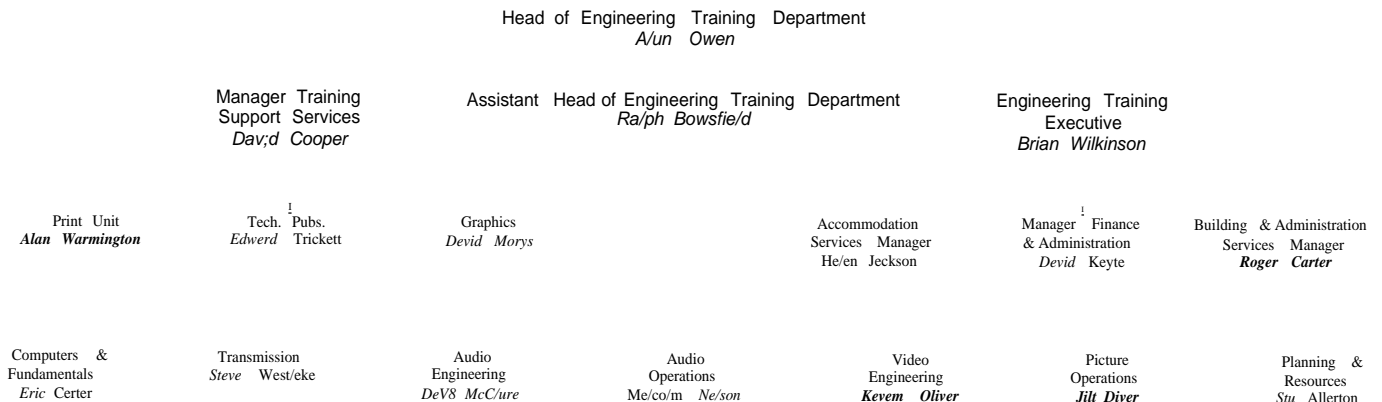 Head of Engineering Training Department
A/un Owen
Manager Training
Support Services
Dav;d Cooper
Assistant Head of Engineering Training Department
Ra/ph Bowsfie/d
Engineering Training
Executive
Brian Wilkinson
Print Unit
Alan Warmington
Tech. Pubs.
Edwerd Trickett
Graphics
Devid Morys
Accommodation
Services Manager
He/en Jeckson
Manager Finance
& Administration
Devid Keyte
Building & Administration
Services Manager
Roger Carter
Computers &
Fundamentals
Eric Certer
Transmission
Steve West/eke
Audio
Engineering
DeV8 McC/ure
Audio
Operations
Me/co/m Ne/son
Video
Engineering
Kevem Oliver
Picture
Operations
Jilt Diver
Planning &
Resources
Stu Allerton